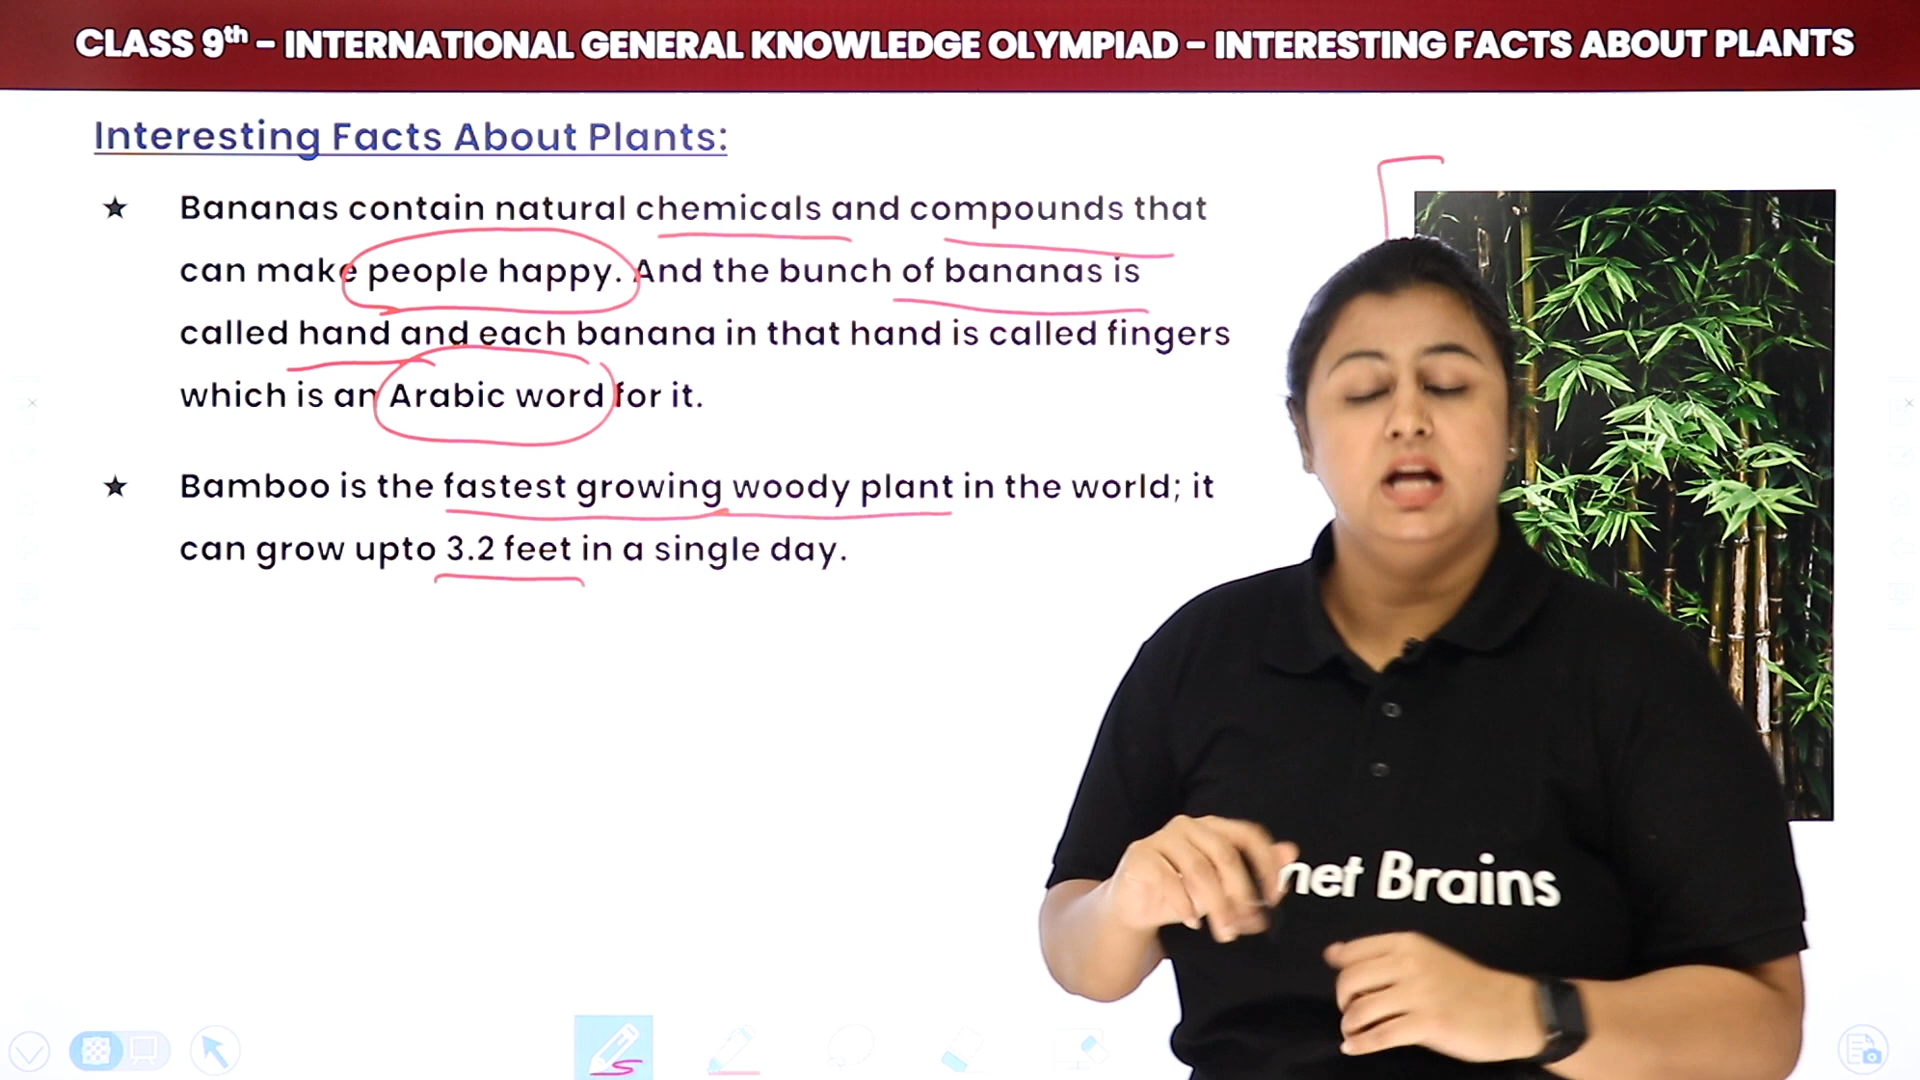 CLASS 9th - INTERNATIONAL GENERAL KNOWLEDGE OLYMPIAD - INTERESTING FACTS ABOUT PLANTS
Interesting Facts About Plants:
★ Bananas contain natural chemicals and compounds that
can make people happy. And the bunch of bananas is
called hand and each banana in that hand is called fingers
which is an Arabic word for it.
★ Bamboo is the fastest growing woody plant in the world; it
can grow upto 3.2 feet in a single day.
net Brains